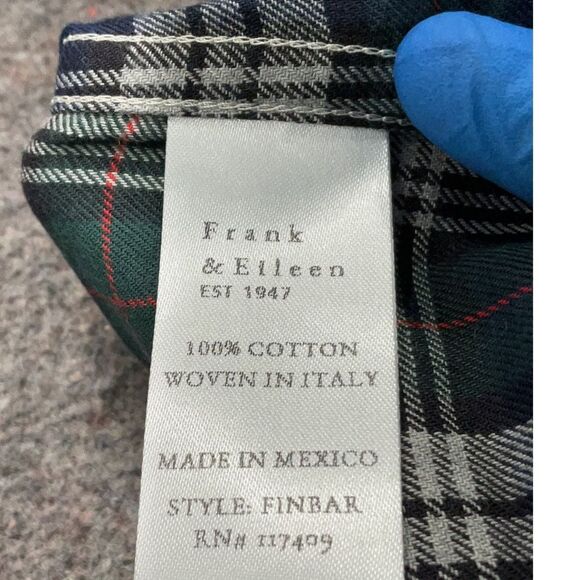 Frank
& Eileen
EST 1947
100% COTTON
WOVEN IN ITALY
MADE IN MEXICO
STYLE: FINBAR
RN# 117409